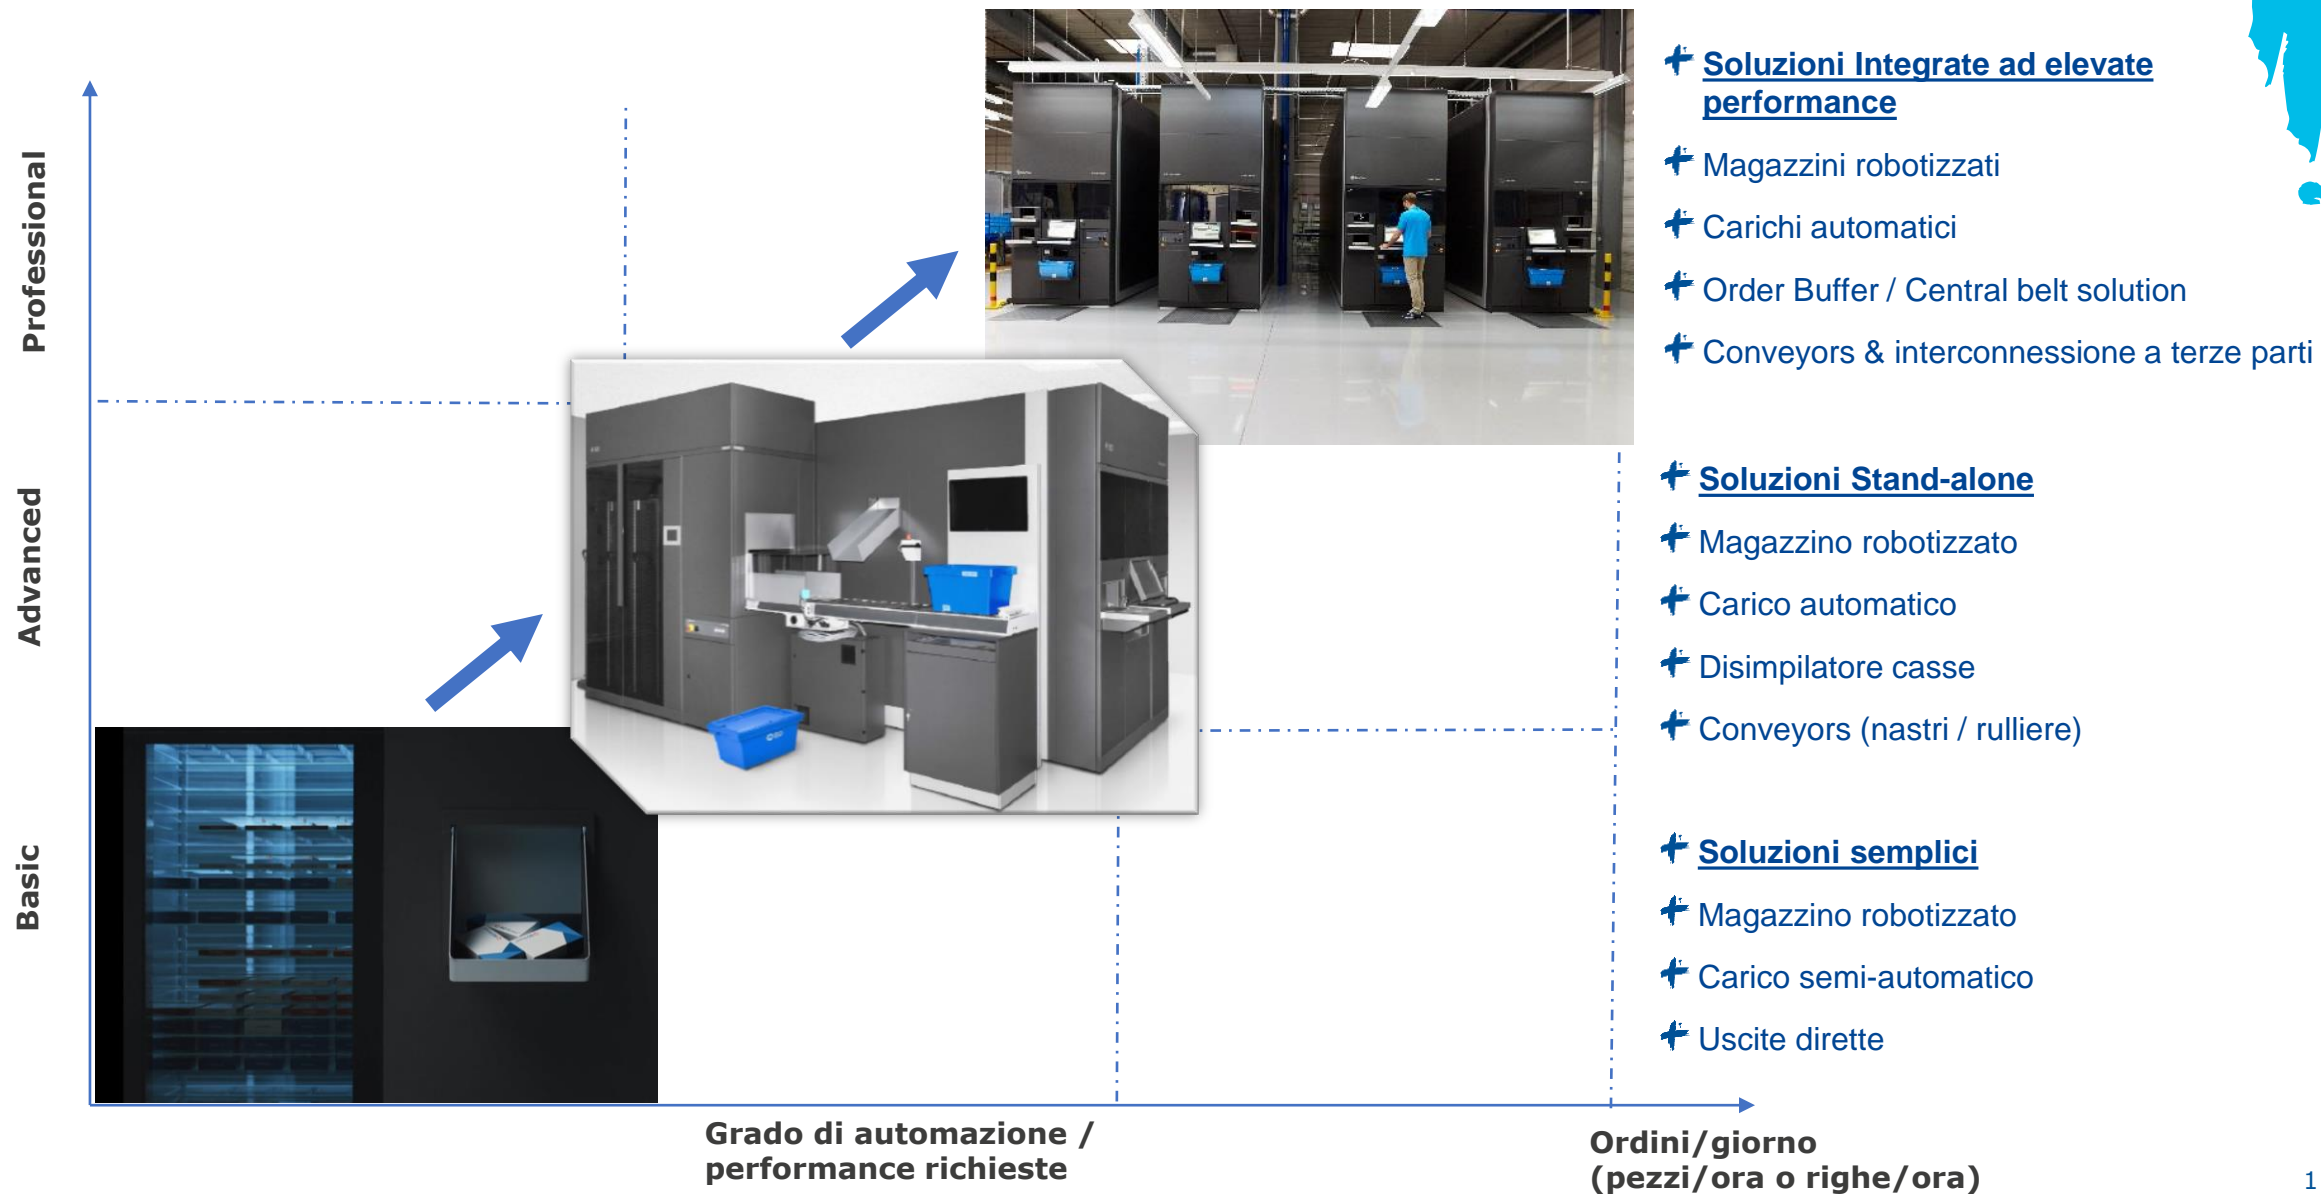 Professional
Advanced
Basic
Soluzioni Integrate ad elevate
performance
Magazzini robotizzati
Carichi automatici
Order Buffer / Central belt solution
Conveyors & interconnessione a terze parti
Soluzioni Stand-alone
Magazzino robotizzato
Carico automatico
Disimpilatore casse
Conveyors (nastri / rulliere)
Soluzioni semplici
Magazzino robotizzato
Carico semi-automatico
Uscite dirette
Grado di automazione /
performance richieste
Ordini/giorno
(pezzi/ora o righe/ora)
1